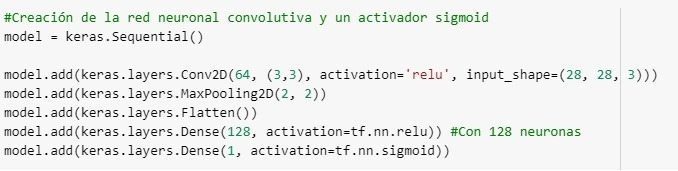 #Creación de la red neuronal convolutiva y un activador sigmoid
model = keras.Sequential()
model.add(keras.layers.Conv2D(64, (3,3), activation='relu', input_shape=(28, 28, 3)))
model.add(keras.layers.MaxPooling2D(2, 2))
model.add(keras.layers.Flatten())
model.add(keras.layers.Dense(128, activation=tf.nn.relu)) #Con 128 neuronas
model.add(keras.layers.Dense(1, activation=tf.nn.sigmoid))